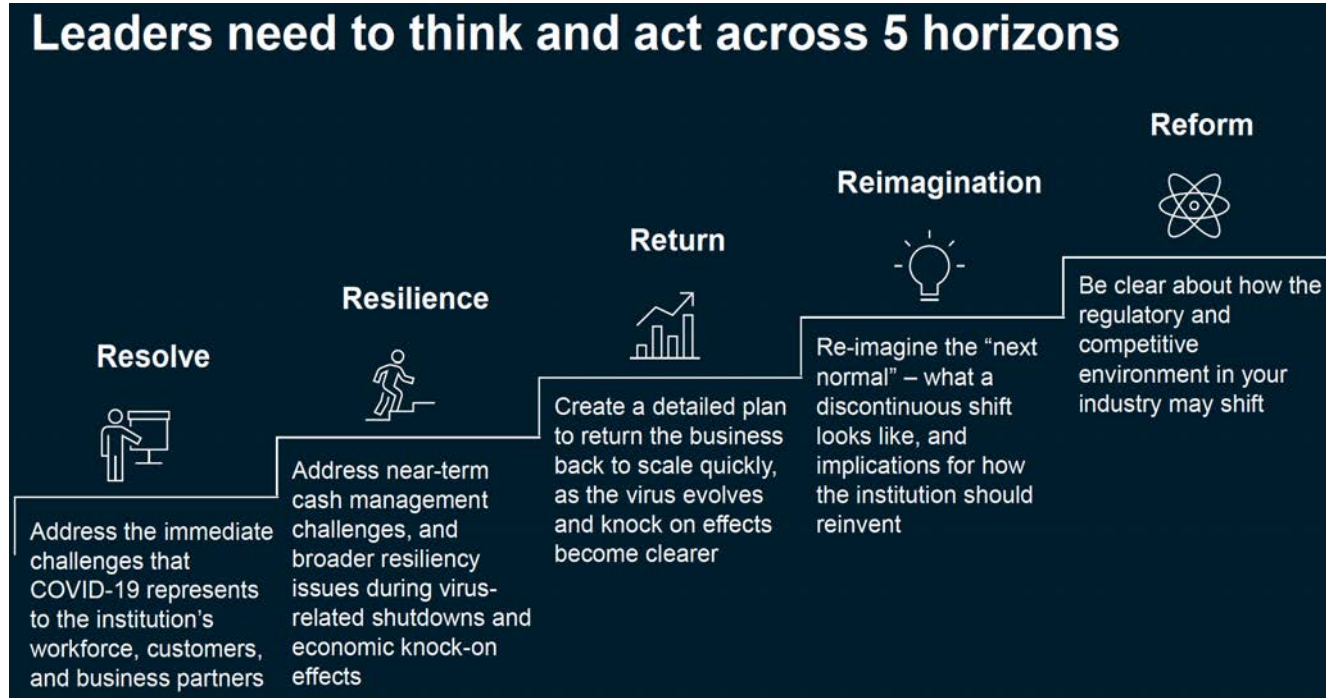 Leaders need to think and act across 5 horizons
Resolve
Address the immediate
challenges that
COVID-19 represents
to the institution's
workforce, customers,
and business partners
Resilience
Address near-term
cash management
challenges, and
broader resiliency
issues during virus-
related shutdowns and
economic knock-on
effects
Return
Create a detailed plan
to return the business
back to scale quickly,
as the virus evolves
and knock on effects
become clearer
Reimagination
Re-imagine the “next
normal” – what a
discontinuous shift
looks like, and
implications for how
the institution should
reinvent
Reform
Be clear about how the
regulatory and
competitive
environment in your
industry may shift